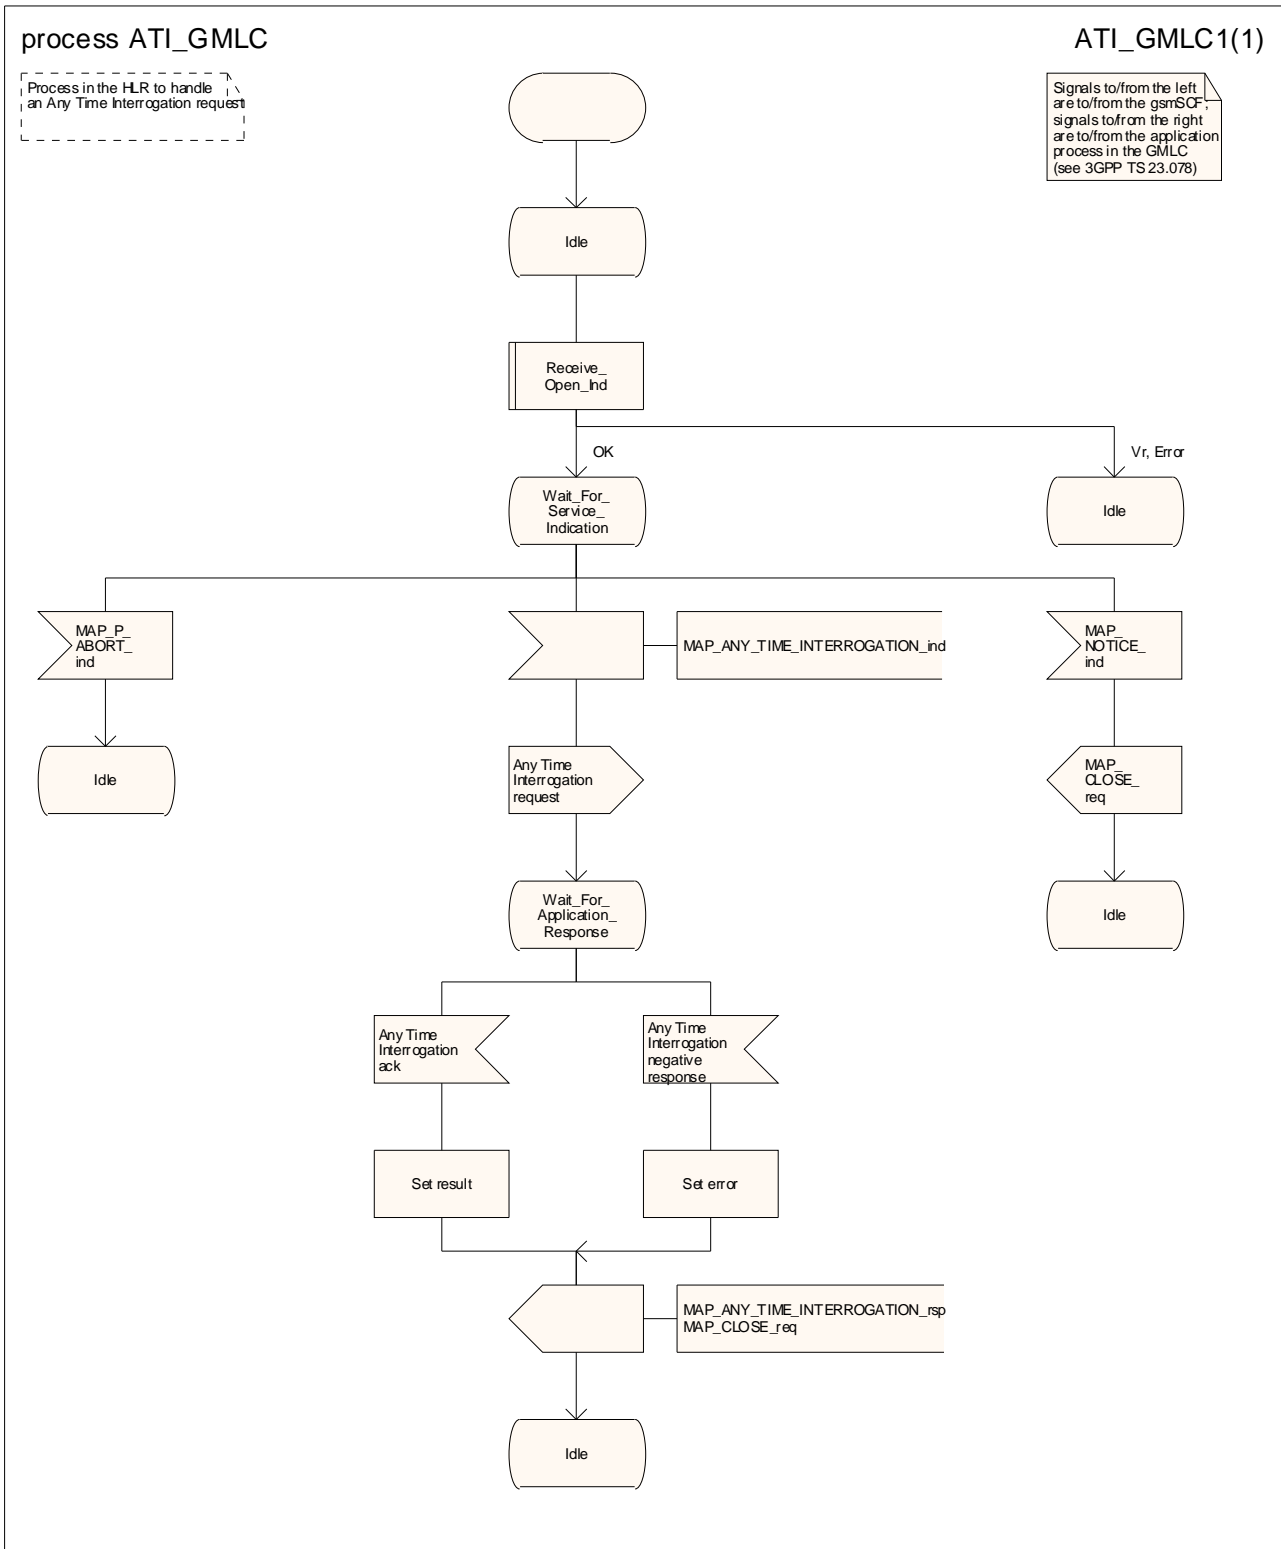 process ATI_GMLC
ATI_GMLC1(1)
Process in the HLR to handle
an Any Time Interrogation request
Signals to/from the left
are to/from the gsmSCF;
signals to/from the right
are to/from the application
process in the GMLC
(see 3GPP TS 23.078)
Idle
Receive_
Open_Ind
OK
Vr, Error
Wait_For_
Service_
Indication
Idle
MAP_P_
ABORT_
ind
MAP_ANY_TIME_INTERROGATION_ind
MAP_
NOTICE_
ind
Idle
Any Time
Interrogation
request
MAP_
CLOSE_
req
Wait_For_
Application_
Response
Idle
Any Time
Interrogation
ack
Any Time
Interrogation
negative
response
Set result
Set error
MAP_ANY_TIME_INTERROGATION_rsp
MAP_CLOSE_req
Idle